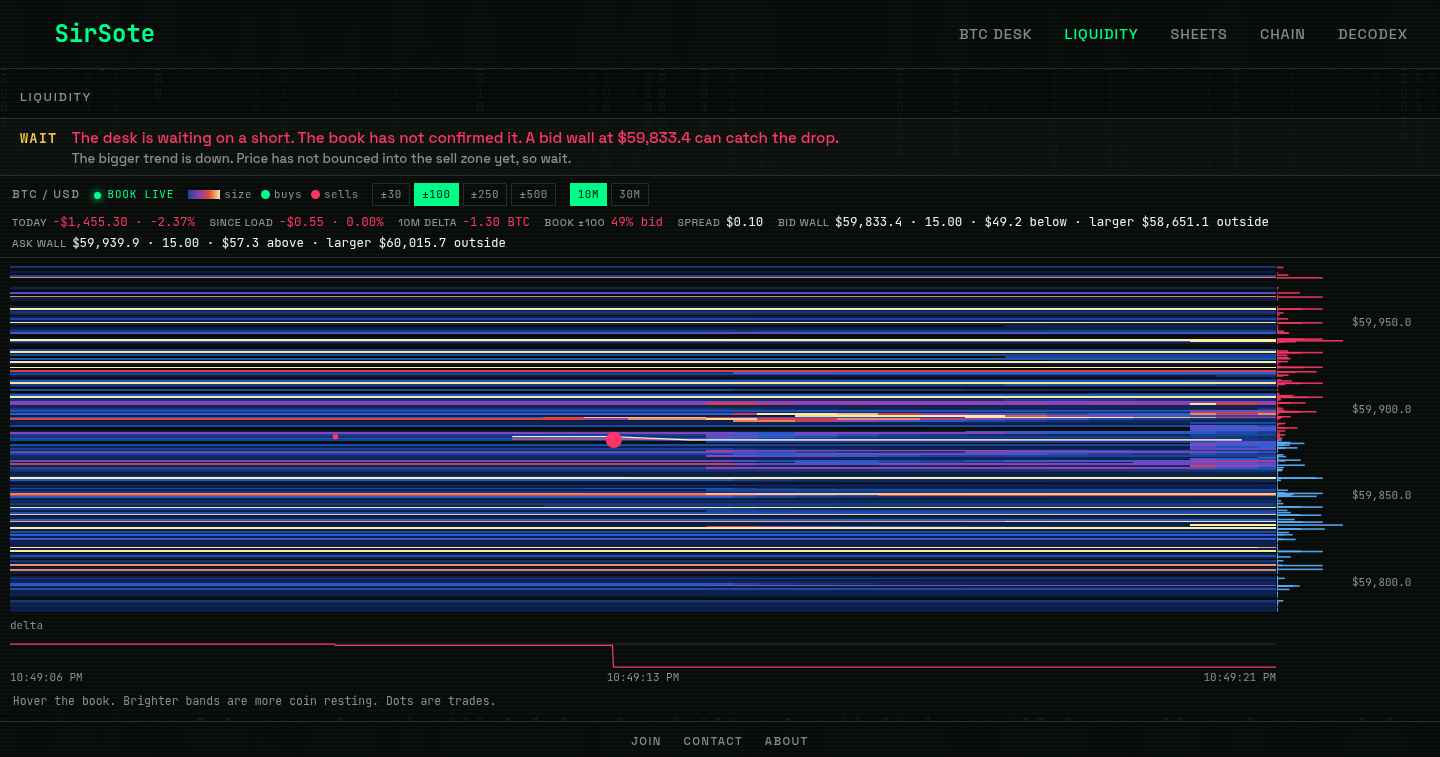 SirSote
BTC DESK LIQUIDITY SHEETS CHAIN DECODEX
LIQUIDITY
WAIT The desk is waiting on a short. The book has not confirmed it. A bid wall at $59,833.4 can catch the drop.
The bigger trend is down. Price has not bounced into the sell zone yet, so wait.
BTC / USD BOOK LIVE size buys sells ±30 ±100 ±250 ±500 10M 30M
TODAY -$1,455.30 · -2.37% SINCE LOAD -$0.55 · 0.00% 10M DELTA -1.30 BTC BOOK ±100 49% bid SPREAD $0.10 BID WALL $59,833.4 · 15.00 · $49.2 below · larger $58,651.1 outside
ASK WALL $59,939.9 · 15.00 · $57.3 above · larger $60,015.7 outside
$59,950.0
$59,900.0
$59,850.0
$59,800.0
delta
10:49:06 PM 10:49:13 PM 10:49:21 PM
Hover the book. Brighter bands are more coin resting. Dots are trades.
JOIN CONTACT ABOUT